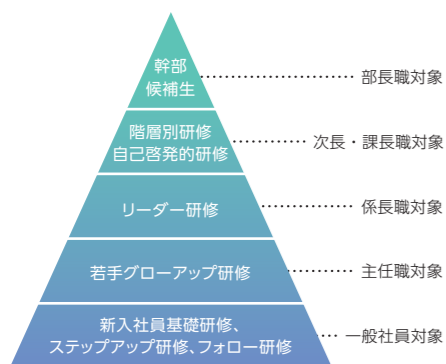 幹部
候補生
部長職対象
階層別研修
自己啓発的研修
次長・課長職対象
リーダー研修
係長職対象
若手グローアップ研修
主任職対象
新入社員基礎研修、
ステップアップ研修、フォロー研修
一般社員対象